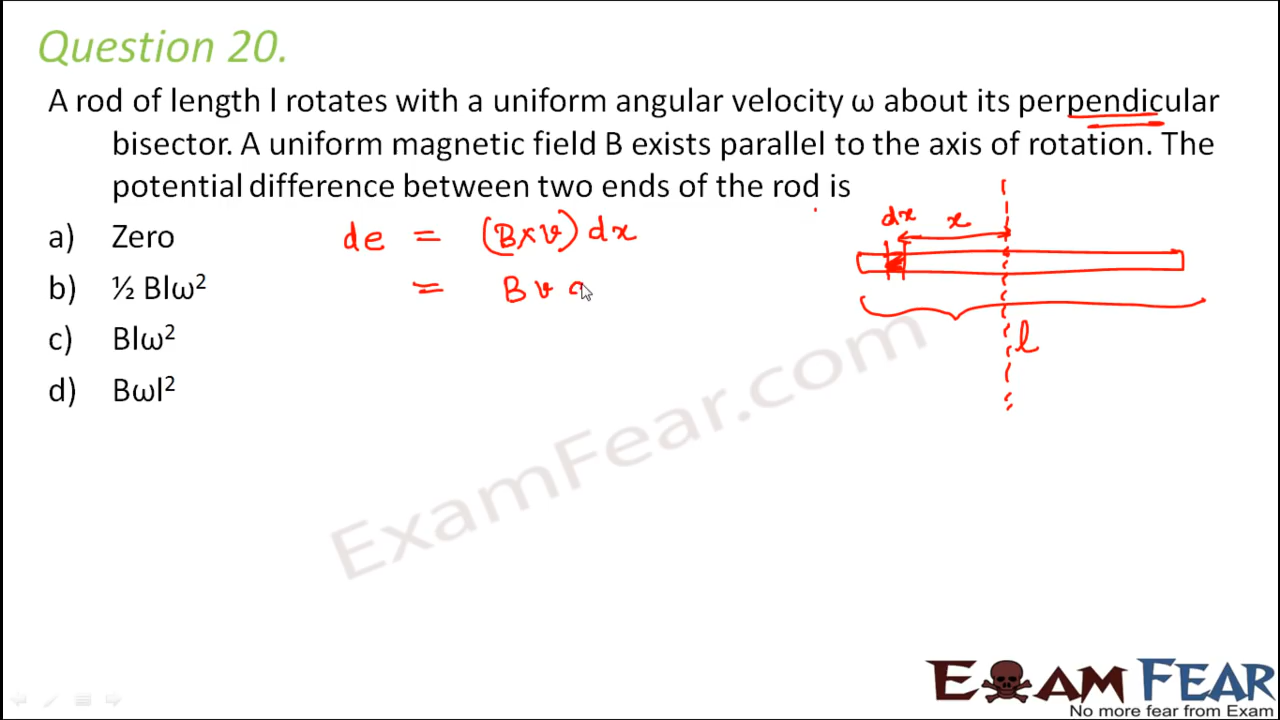 Question 20.
A rod of length l rotates with a uniform angular velocity ω about its perpendicular
bisector. A uniform magnetic field B exists parallel to the axis of rotation. The
potential difference between two ends of the rod is
a) Zero
b) ½ Blω²
c) Blω²
d) Bωl²
de = (B×v) dx
= B v
dx x
l
ExamFear.com
EXAM FEAR
No more fear from Exam